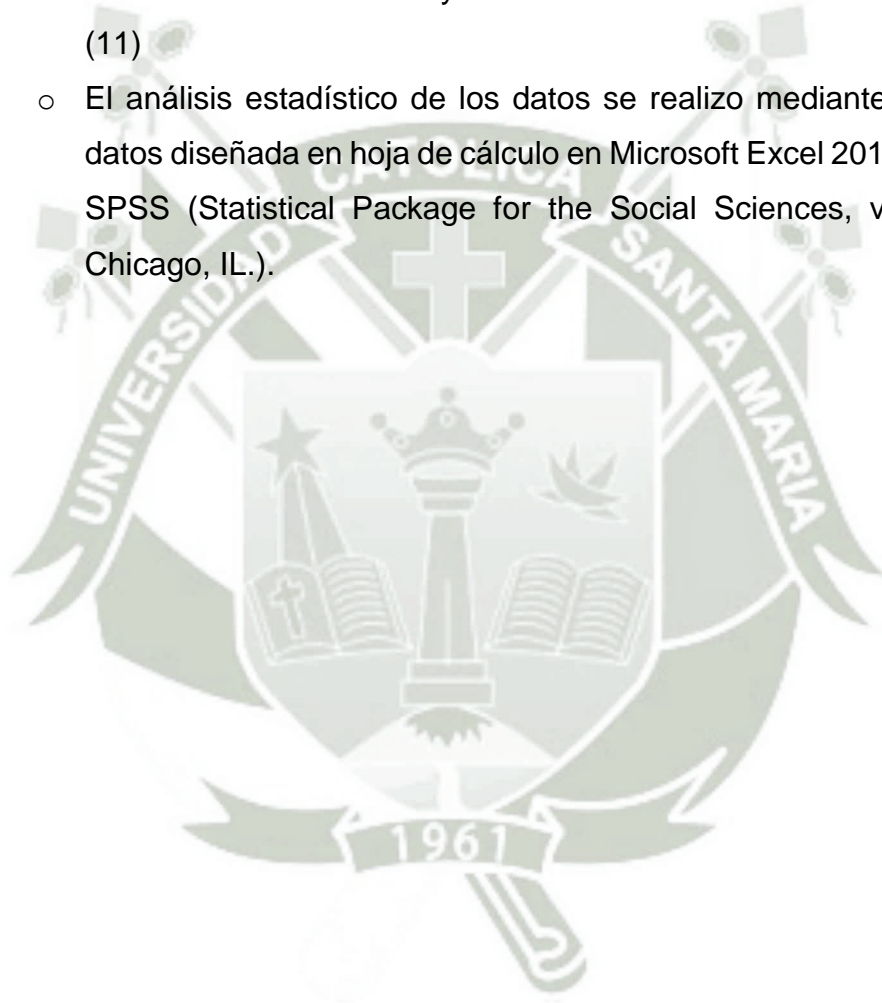 y
(11)
o El análisis estadístico de los datos se realizo mediante
datos diseñada en hoja de cálculo en Microsoft Excel 201
SPSS (Statistical Package for the Social Sciences, v
Chicago, IL.).
UNIVERSIDAD CATOLICA SANTA MARIA
1961